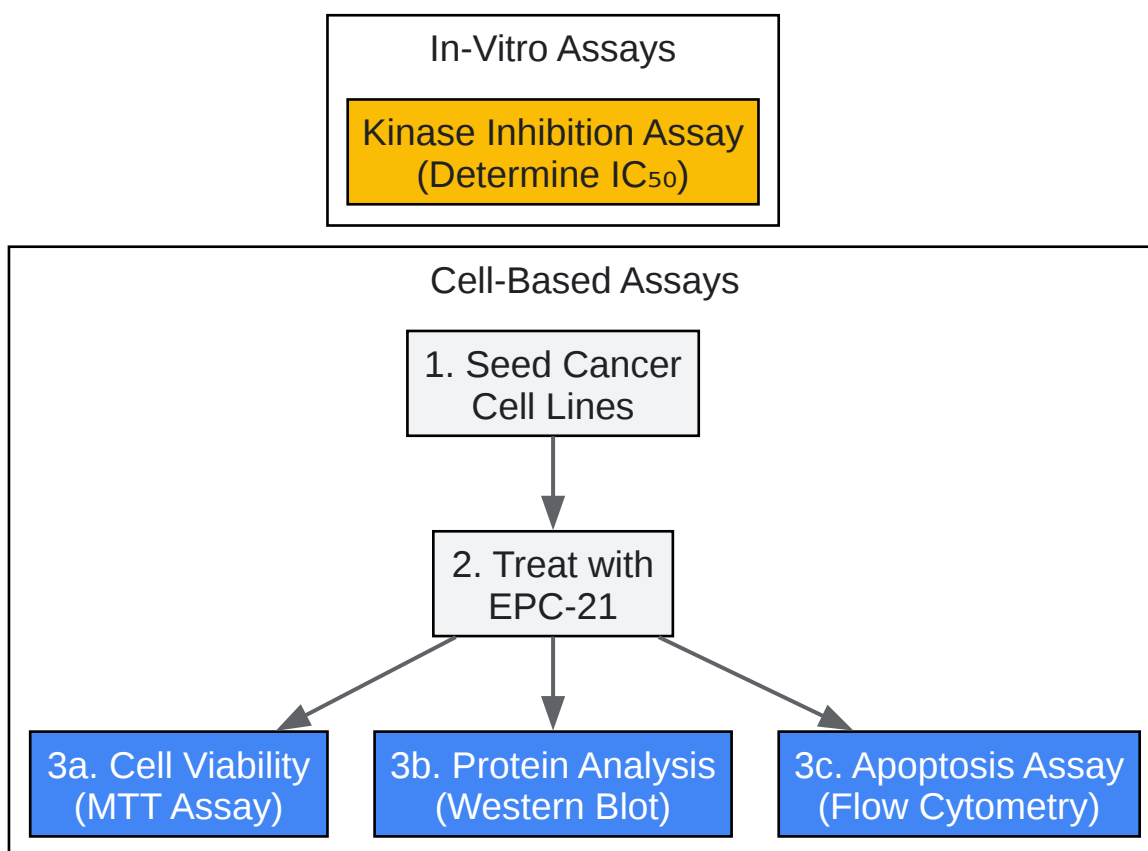 In-Vitro Assays
Kinase Inhibition Assay
(Determine IC₅₀)
Cell-Based Assays
1. Seed Cancer
Cell Lines
2. Treat with
EPC-21
3a. Cell Viability
(MTT Assay)
3b. Protein Analysis
(Western Blot)
3c. Apoptosis Assay
(Flow Cytometry)